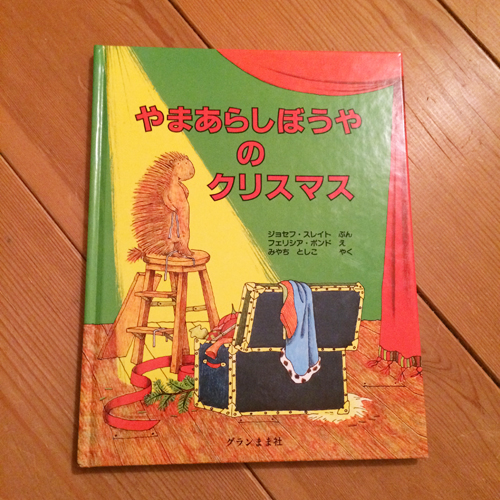 やまあらしぼうや
の
クリスマス
ジョセフ・スレイト ぶん
フェリシア・ボンド え
みやち としこ やく
グランまま社